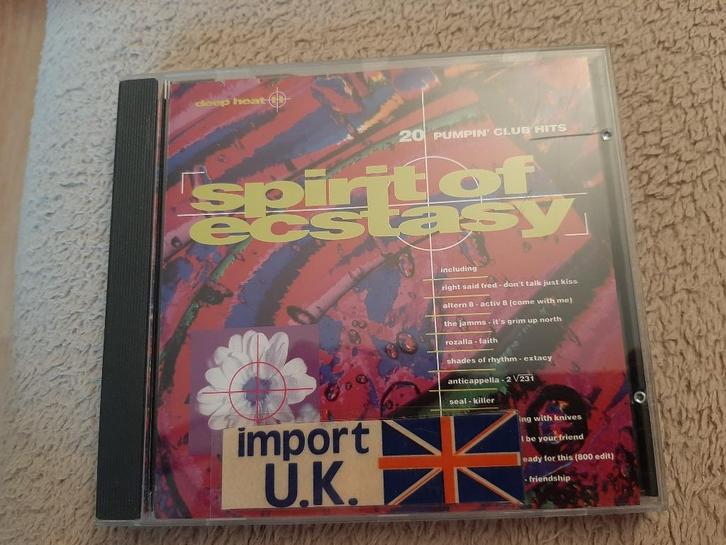 deep heat
20 PUMPIN' CLUB HITS
spirit of
ecstasy
including
right said fred - don't talk just kiss
altern 8 - activ 8 (come with me)
the jamms - it's grim up north
rozalla - faith
shades of rhythm - extacy
anticappella - 2√231
seal - killer
ing with knives
l be your friend
eady for this (800 edit)
- friendship
import
U.K.